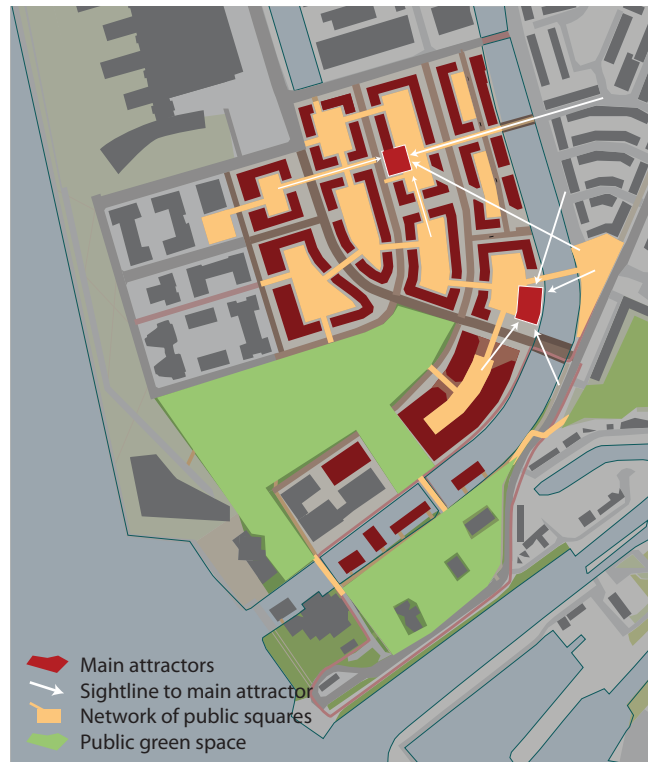 Main attractors
Sightline to main attractor
Network of public squares
Public green space